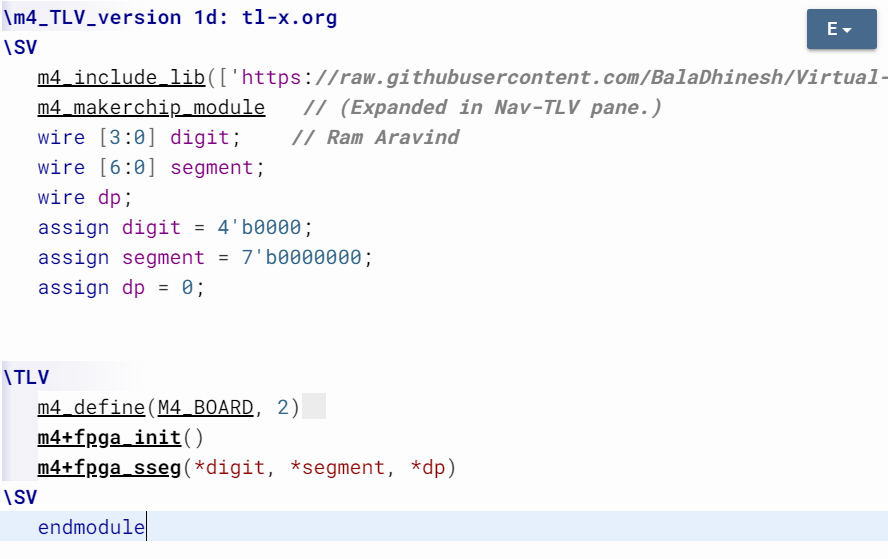 \m4_TLV_version 1d: tl-x.org
\SV
m4_include_lib(['https://raw.githubusercontent.com/BalaDhinesh/Virtual-
m4_makerchip_module // (Expanded in Nav-TLV pane.)
wire [3:0] digit; // Ram Aravind
wire [6:0] segment;
wire dp;
assign digit = 4'b0000;
assign segment = 7'b0000000;
assign dp = 0;
\TLV
m4_define(M4_BOARD, 2)
m4+fpga_init()
m4+fpga_sseg(*digit, *segment, *dp)
\SV
endmodule
E